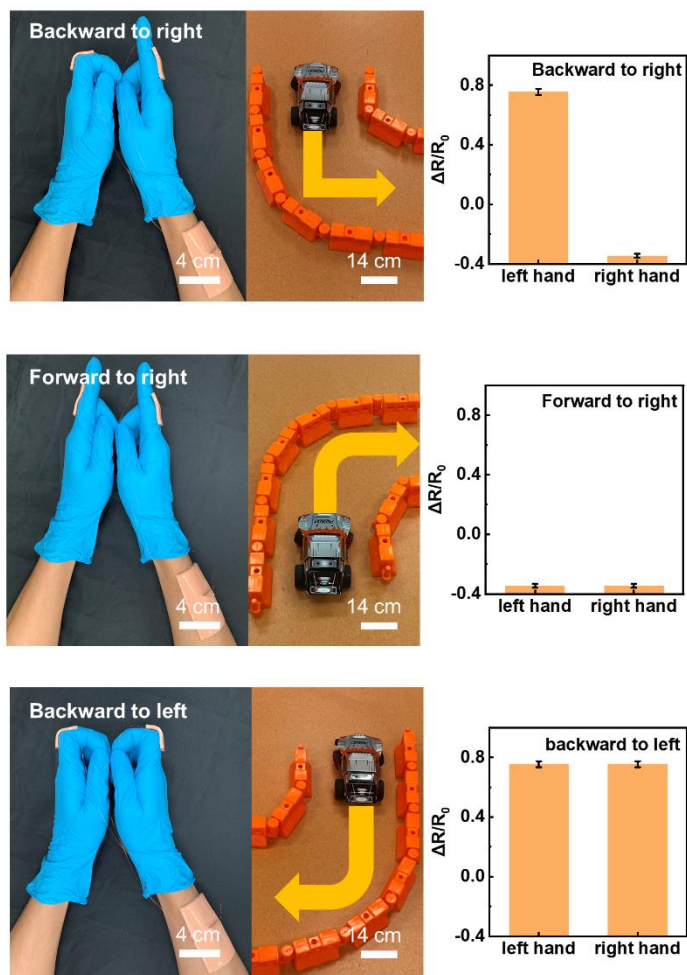 Backward to right
4 cm
14 cm
Backward to right
ΔR/R0
0.8
0.4
0.0
-0.4
left hand
right hand
Forward to right
4 cm
14 cm
Forward to right
ΔR/R0
0.8
0.4
0.0
-0.4
left hand
right hand
Backward to left
4 cm
14 cm
backward to left
ΔR/R0
0.8
0.4
0.0
-0.4
left hand
right hand